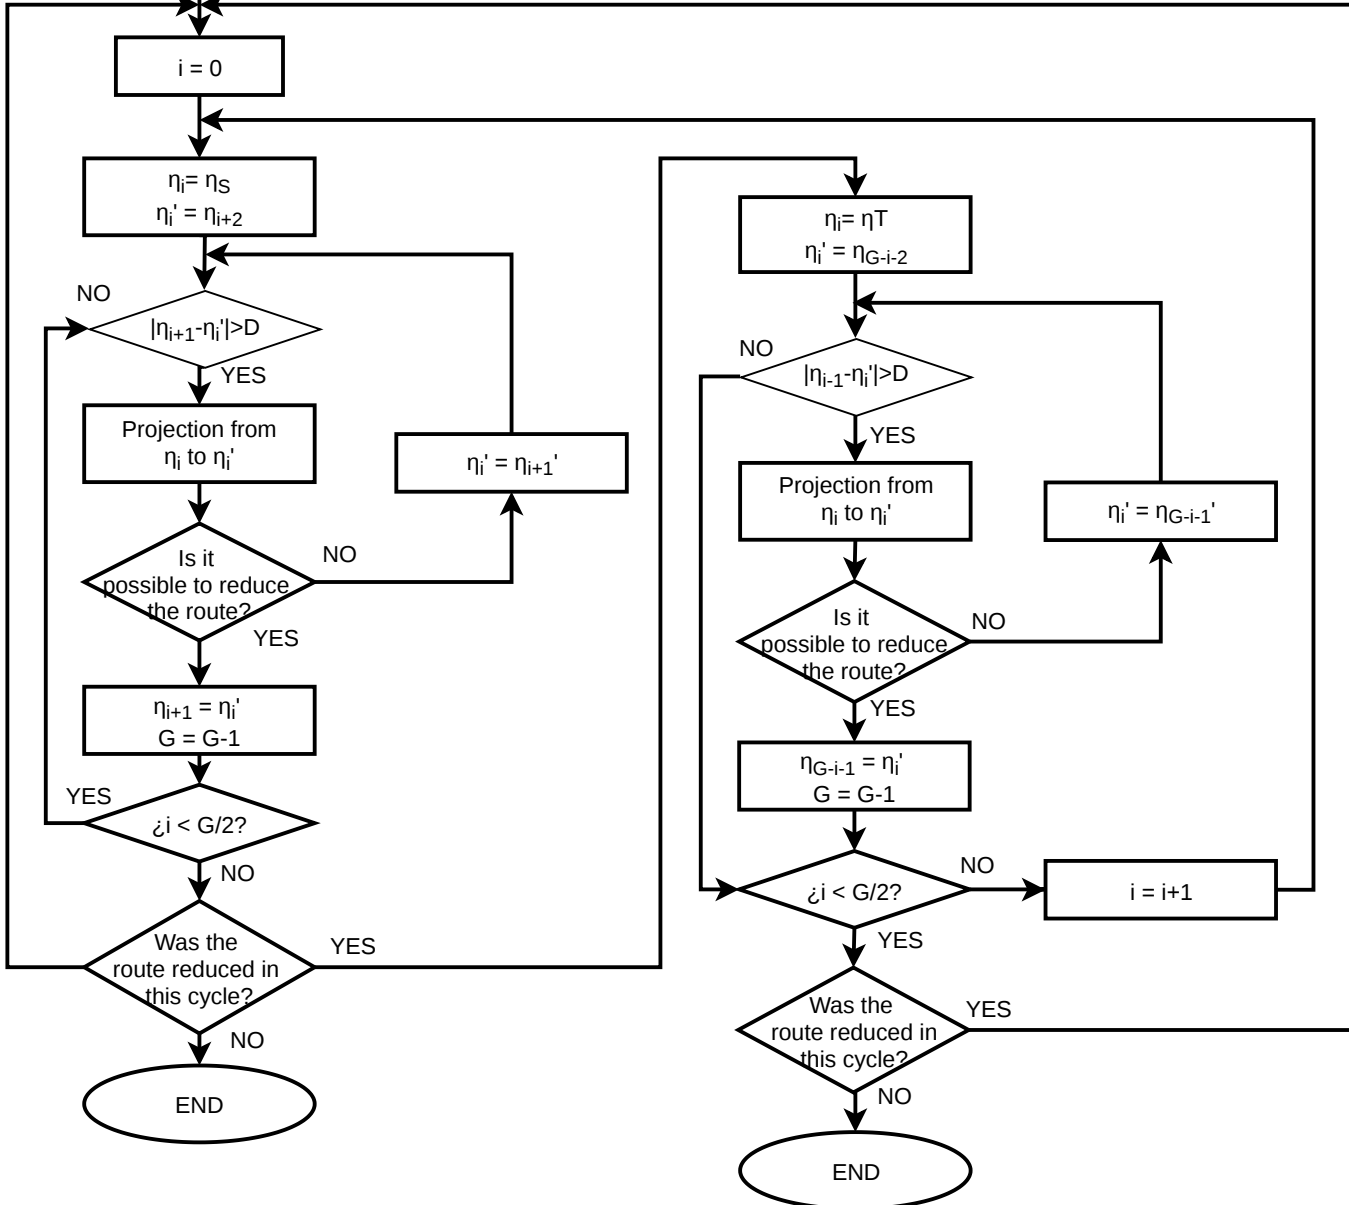 i = 0
ηi= ηS
ηi' = ηi+2
NO
|ηi+1-ηi'|>D
YES
Projection from
ηi to ηi'
ηi' = ηi+1'
Is it
possible to reduce
the route?
NO
YES
ηi+1 = ηi'
G = G-1
YES
¿i < G/2?
NO
Was the
route reduced in
this cycle?
YES
NO
END
ηi= ηT
ηi' = ηG-i-2
NO
|ηi-1-ηi'|>D
YES
Projection from
ηi to ηi'
ηi' = ηG-i-1'
Is it
possible to reduce
the route?
NO
YES
ηG-i-1 = ηi'
G = G-1
¿i < G/2?
NO
i = i+1
YES
Was the
route reduced in
this cycle?
YES
NO
END